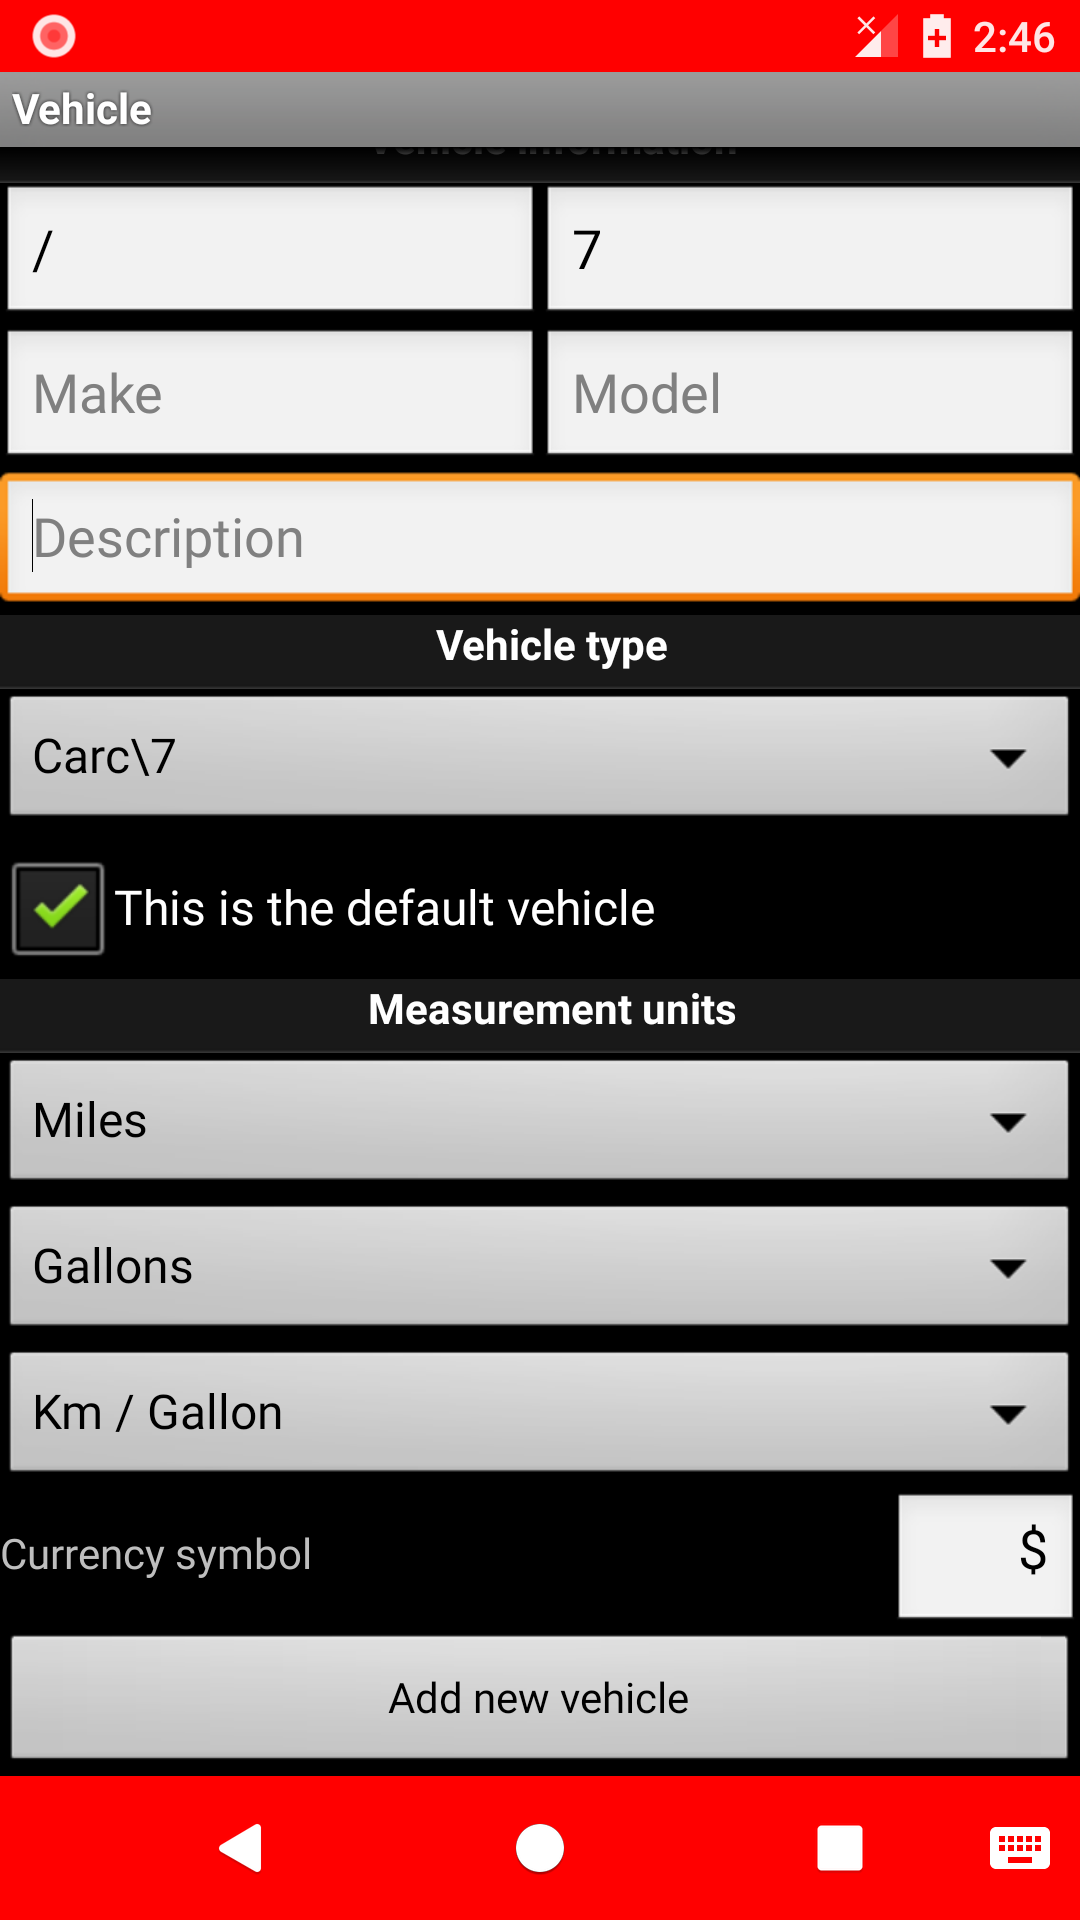 2:46
Vehicle
/
7
Make
Model
Description
Vehicle type
Carc\7
This is the default vehicle
Measurement units
Miles
Gallons
Km / Gallon
Currency symbol
$
Add new vehicle